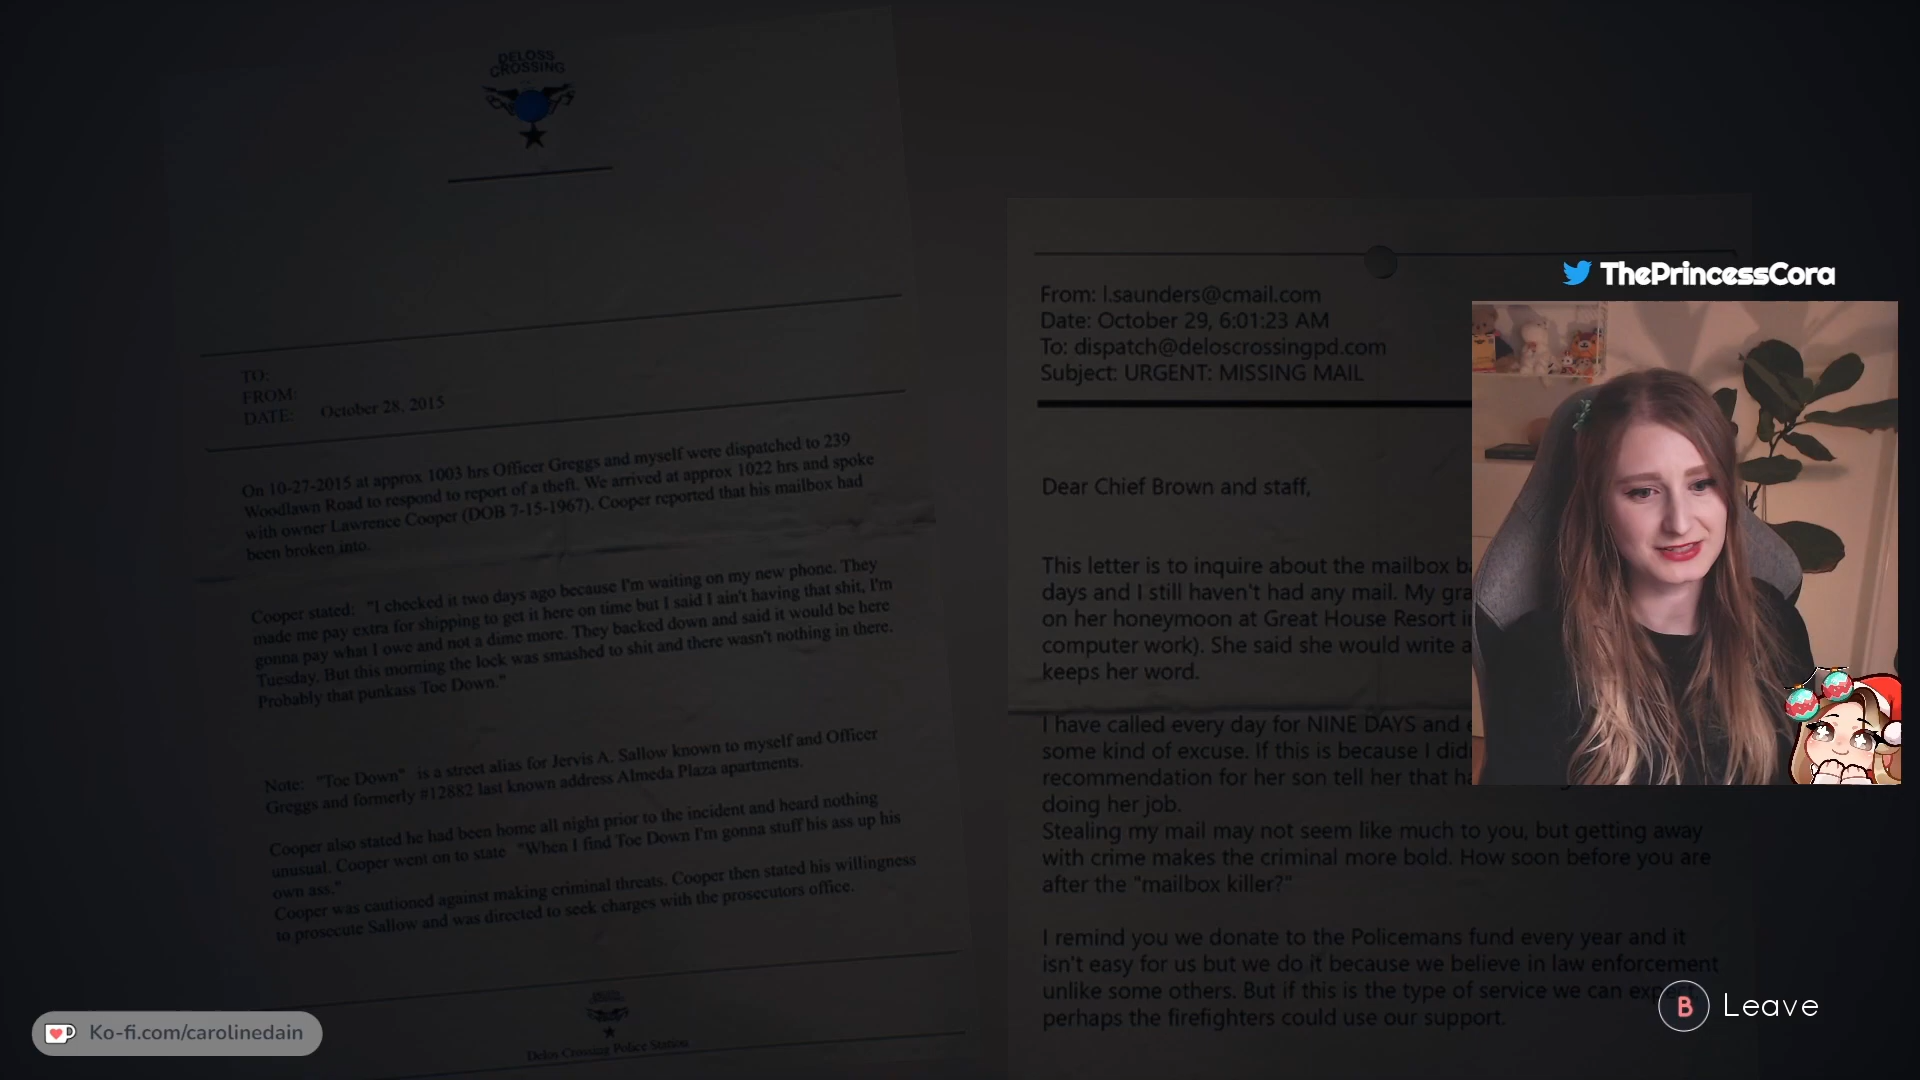 DELOSS
CROSSING
TO:
FROM:
DATE: October 28, 2015
On 10-27-2015 at approx 1003 hrs Officer Greggs and myself were dispatched to 239
Woodlawn Road to respond to report of a theft. We arrived at approx 1022 hrs and spoke
with owner Lawrence Cooper (DOB 7-15-1967). Cooper reported that his mailbox had
been broken into.
Cooper stated: "I checked it two days ago because I'm waiting on my new phone. They
made me pay extra for shipping to get it here on time but I said I ain't having that shit, I'm
gonna pay what I owe and not a dime more. They backed down and said it would be here
Tuesday. But this morning the lock was smashed to shit and there wasn't nothing in there.
Probably that punkass Toe Down."
Note: "Toe Down" is a street alias for Jervis A. Sallow known to myself and Officer
Greggs and formerly #12882 last known address Almeda Plaza apartments.
Cooper also stated he had been home all night prior to the incident and heard nothing
unusual. Cooper went on to state "When I find Toe Down I'm gonna stuff his ass up his
own ass."
Cooper was cautioned against making criminal threats. Cooper then stated his willingness
to prosecute Sallow and was directed to seek charges with the prosecutors office.
Delos Crossing Police Station
From: l.saunders@cmail.com
Date: October 29, 6:01:23 AM
To: dispatch@deloscrossingpd.com
Subject: URGENT: MISSING MAIL
Dear Chief Brown and staff,
This letter is to inquire about the mailbox
days and I still haven't had any mail. My
on her honeymoon at Great House Resort
computer work). She said she would write
keeps her word.
I have called every day for NINE DAYS and
some kind of excuse. If this is because I
recommendation for her son tell her that
doing her job.
Stealing my mail may not seem like much to you, but getting away
with crime makes the criminal more bold. How soon before you are
after the "mailbox killer?"
I remind you we donate to the Policemans fund every year and it
isn't easy for us but we do it because we believe in law enforcement
unlike some others. But if this is the type of service we can expect,
perhaps the firefighters could use our support.
ThePrincessCora
B Leave
Ko-fi.com/carolinedain